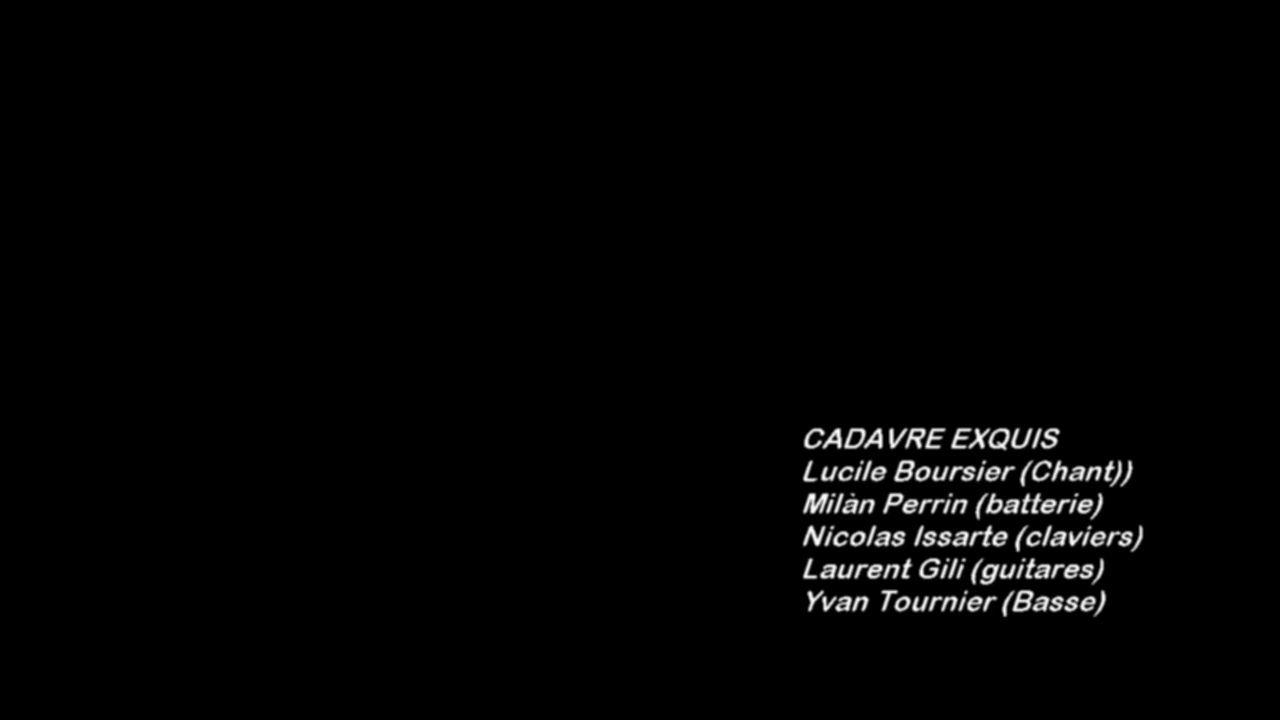 CADAVRE EXQUIS
Lucile Boursier (Chant))
Milàn Perrin (batterie)
Nicolas Issarte (claviers)
Laurent Gili (guitares)
Yvan Tournier (Basse)